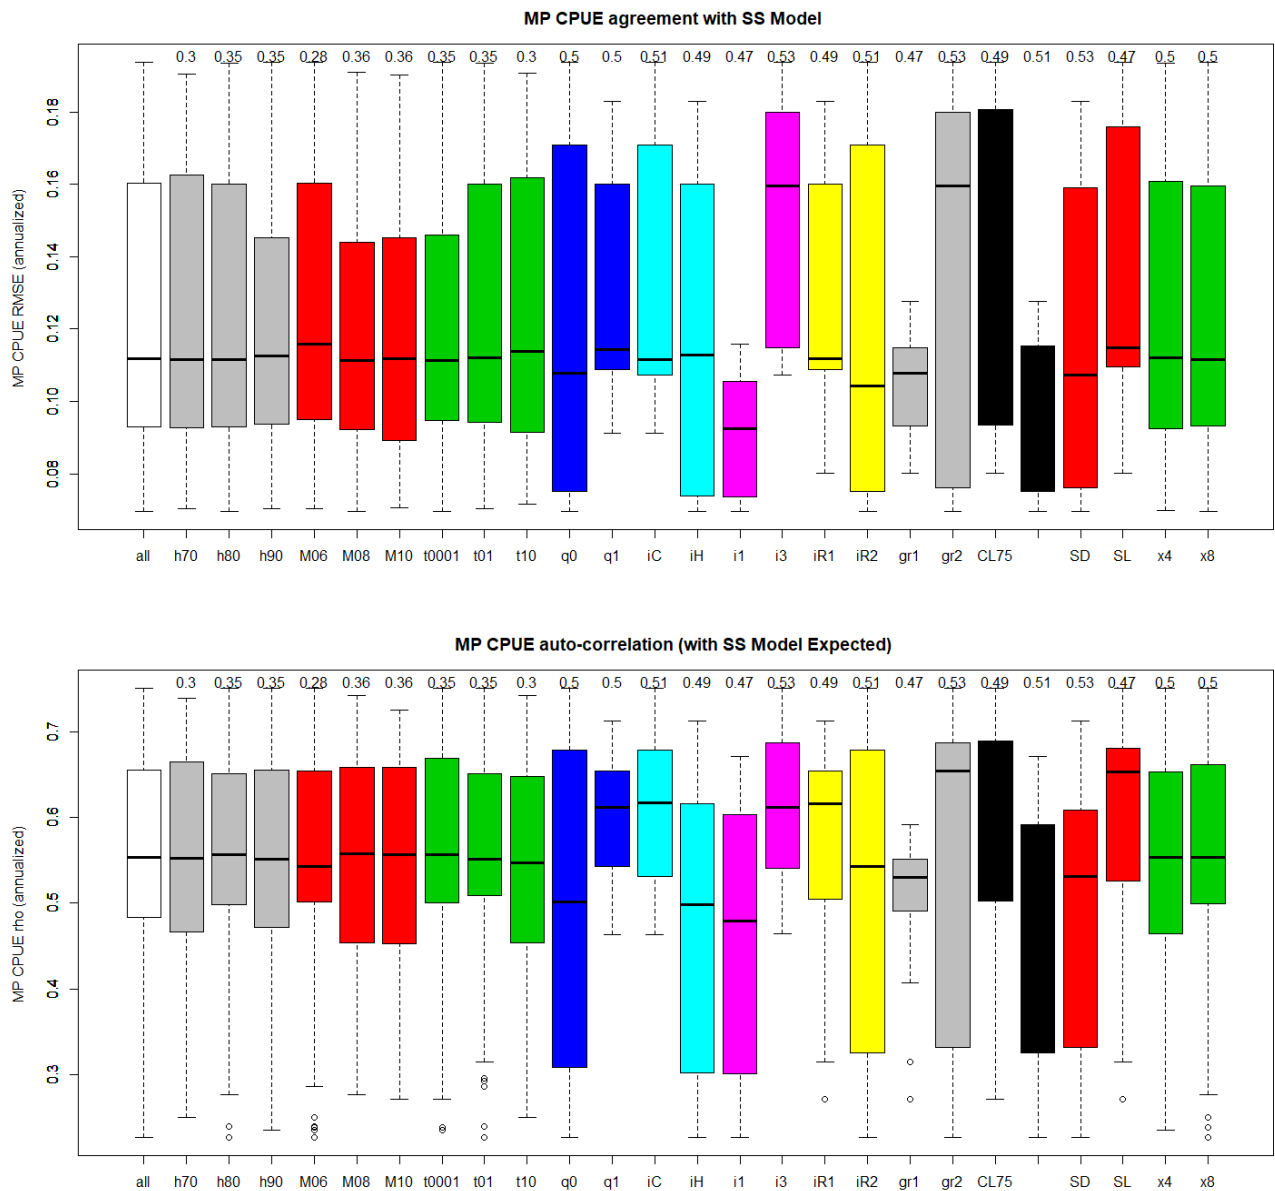 MP CPUE agreement with SS Model
0.3 0.35 0.35 0.28 0.36 0.36 0.35 0.35 0.3 0.5 0.5 0.51 0.49 0.47 0.53 0.49 0.51 0.47 0.53 0.49 0.51 0.53 0.47 0.5 0.5
MP CPUE RMSE (annualized)
0.18
0.16
0.14
0.12
0.10
0.08
all h70 h80 h90 M06 M08 M10 t0001 t01 t10 q0 q1 iC iH i1 i3 iR1 iR2 gr1 gr2 CL75 SD SL x4 x8
MP CPUE auto-correlation (with SS Model Expected)
0.3 0.35 0.35 0.28 0.36 0.36 0.35 0.35 0.3 0.5 0.5 0.51 0.49 0.47 0.53 0.49 0.51 0.47 0.53 0.49 0.51 0.53 0.47 0.5 0.5
MP CPUE rho (annualized)
0.7
0.6
0.5
0.4
0.3
all h70 h80 h90 M06 M08 M10 t0001 t01 t10 q0 q1 iC iH i1 i3 iR1 iR2 gr1 gr2 CL75 SD SL x4 x8